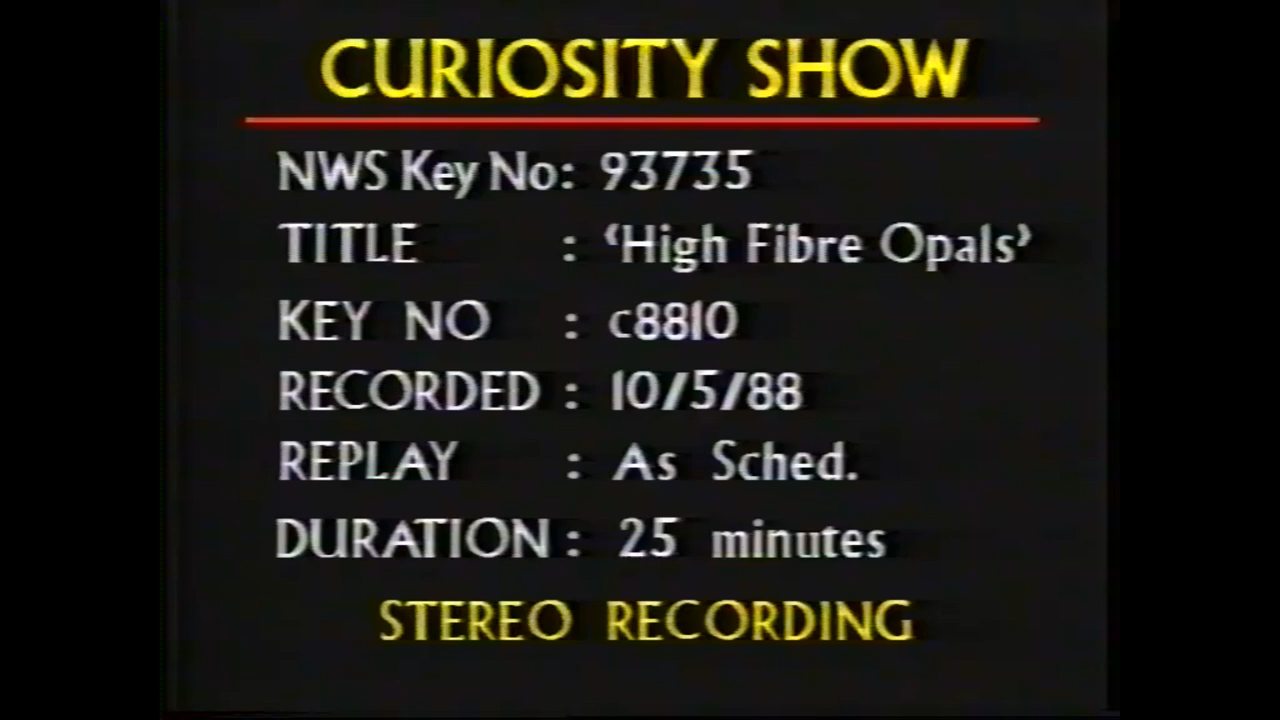 CURIOSITY SHOW
NWS Key No: 93735
TITLE : ‘High Fibre Opals’
KEY NO : c8810
RECORDED : 10/5/88
REPLAY : As Sched.
DURATION : 25 minutes
STEREO RECORDING